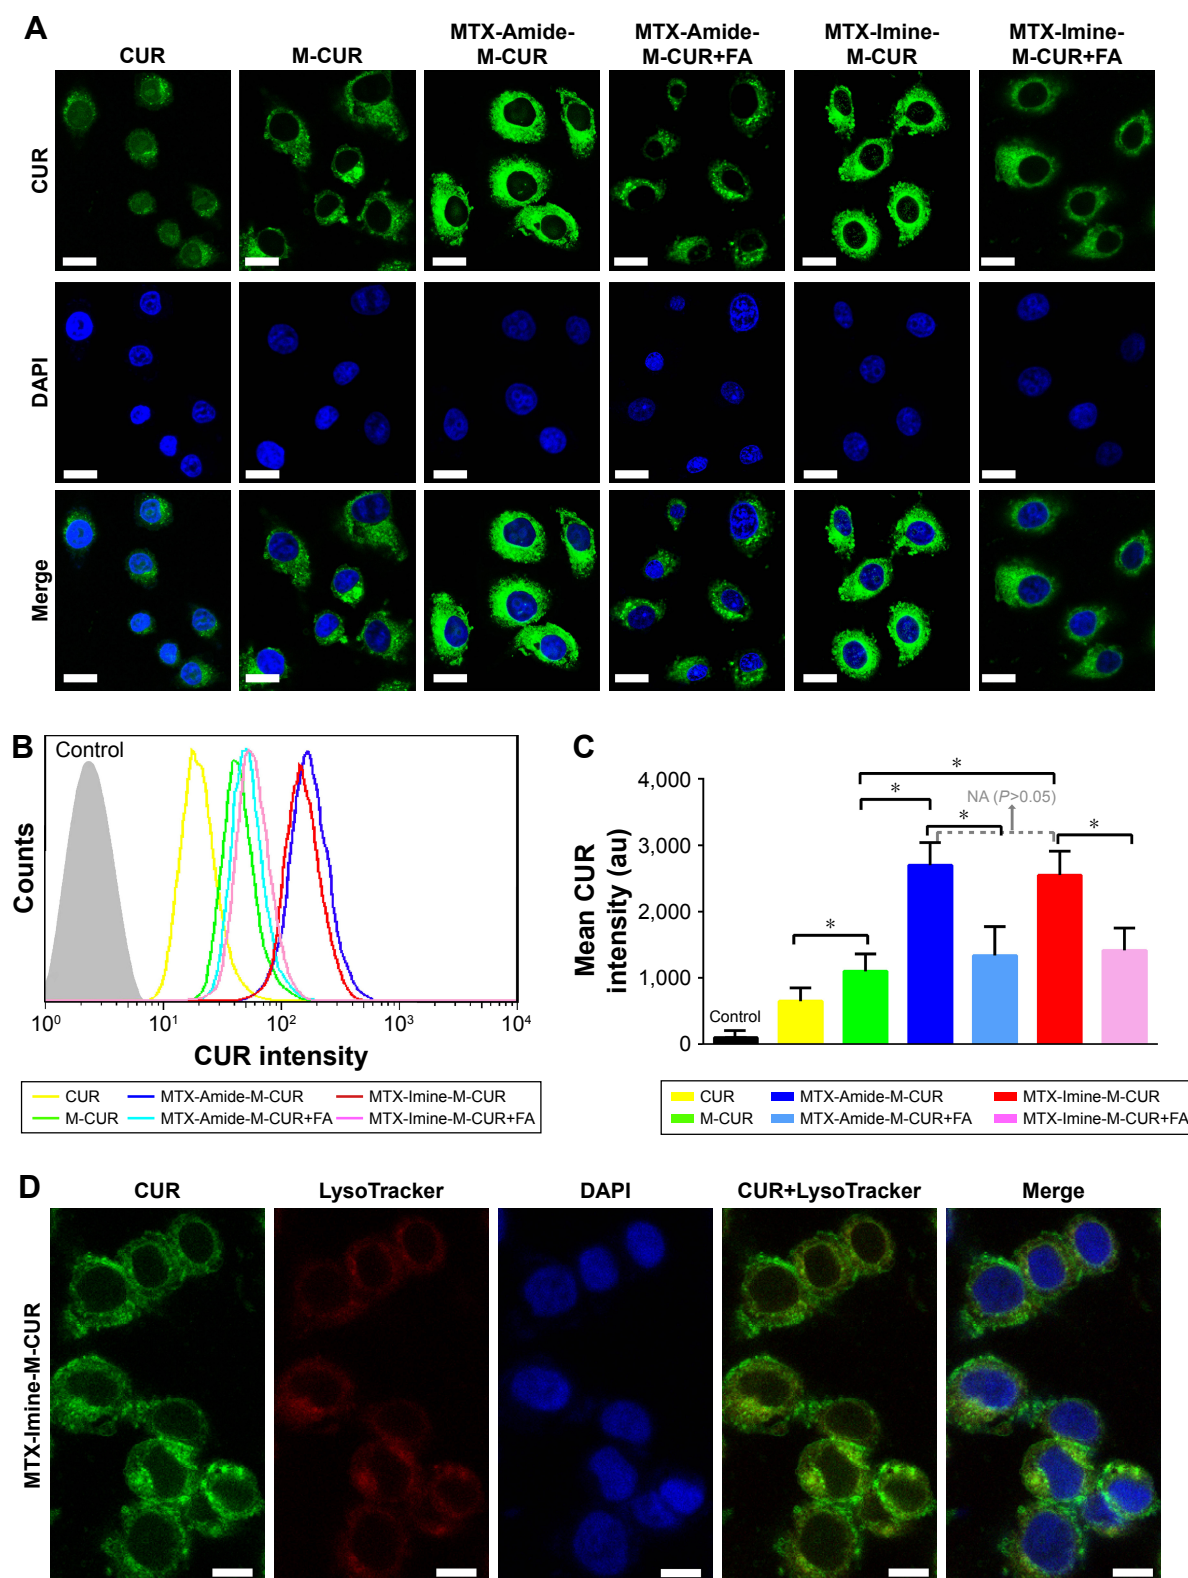 A
CUR
M-CUR
MTX-Amide-
M-CUR
MTX-Amide-
M-CUR+FA
MTX-Imine-
M-CUR
MTX-Imine-
M-CUR+FA
CUR
DAPI
Merge
B
Control
Counts
10⁰ 10¹ 10² 10³ 10⁴
CUR intensity
CUR MTX-Amide-M-CUR MTX-Imine-M-CUR
M-CUR MTX-Amide-M-CUR+FA MTX-Imine-M-CUR+FA
C
Mean CUR
intensity (au)
4,000
3,000
2,000
1,000
0
*
NA (P>0.05)
*
*
*
*
Control
CUR MTX-Amide-M-CUR MTX-Imine-M-CUR
M-CUR MTX-Amide-M-CUR+FA MTX-Imine-M-CUR+FA
D
CUR LysoTracker DAPI CUR+LysoTracker Merge
MTX-Imine-M-CUR